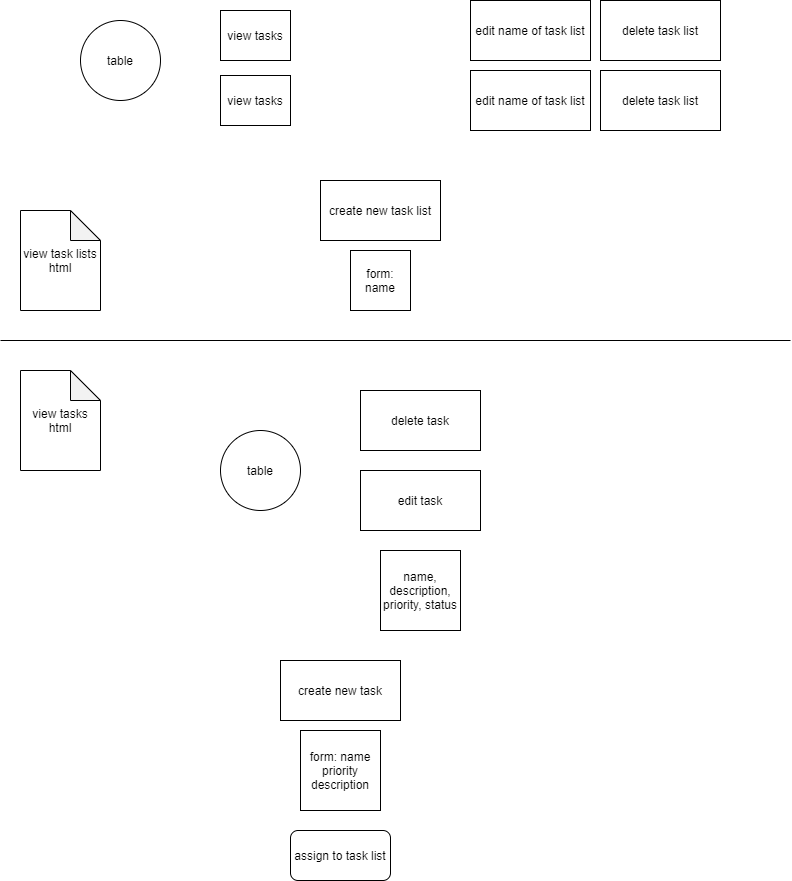 table
view tasks
edit name of task list
delete task list
view tasks
edit name of task list
delete task list
create new task list
view task lists
html
form:
name
view tasks
html
delete task
table
edit task
name,
description,
priority, status
create new task
form: name
priority
description
assign to task list